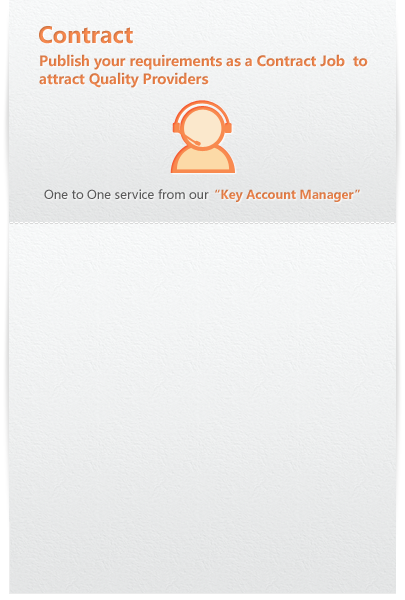 Contract
Publish your requirements as a Contract Job to
attract Quality Providers
One to One service from our “Key Account Manager”